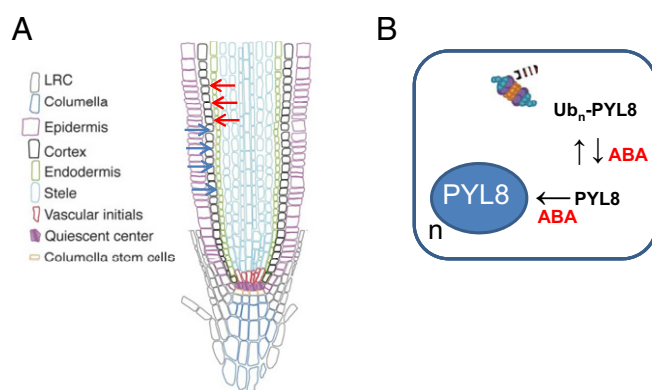 A
LRC
Columella
Epidermis
Cortex
Endodermis
Stele
Vascular initials
Quiescent center
Columella stem cells
B
Ubn-PYL8
ABA
PYL8
PYL8
ABA
n